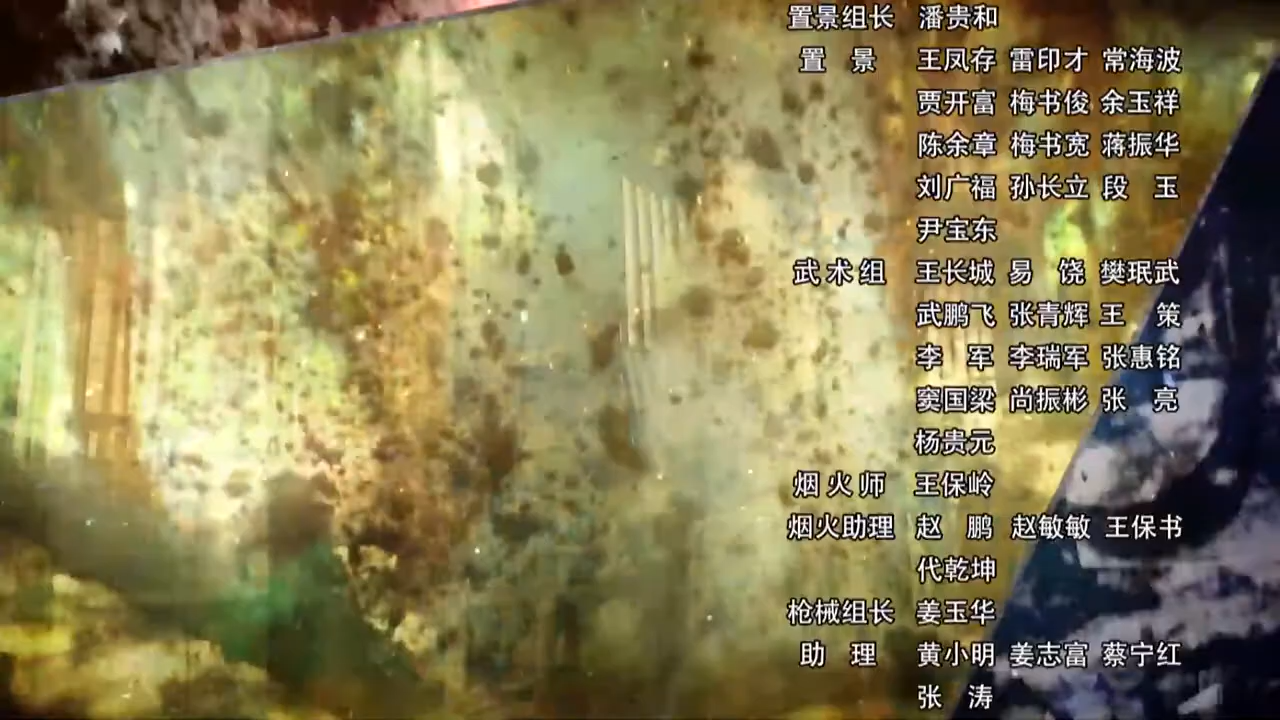 置景组长 潘贵和
置 景 王凤存 雷印才 常海波
贾开富 梅书俊 余玉祥
陈余章 梅书宽 蒋振华
刘广福 孙长立 段 玉
尹宝东
武术组 王长城 易 饶 樊珉武
武鹏飞 张青辉 王 策
李 军 李瑞军 张惠铭
窦国梁 尚振彬 张 亮
杨贵元
烟火师 王保岭
烟火助理 赵 鹏 赵敏敏 王保书
代乾坤
枪械组长 姜玉华
助 理 黄小明 姜志富 蔡宁红
张 涛